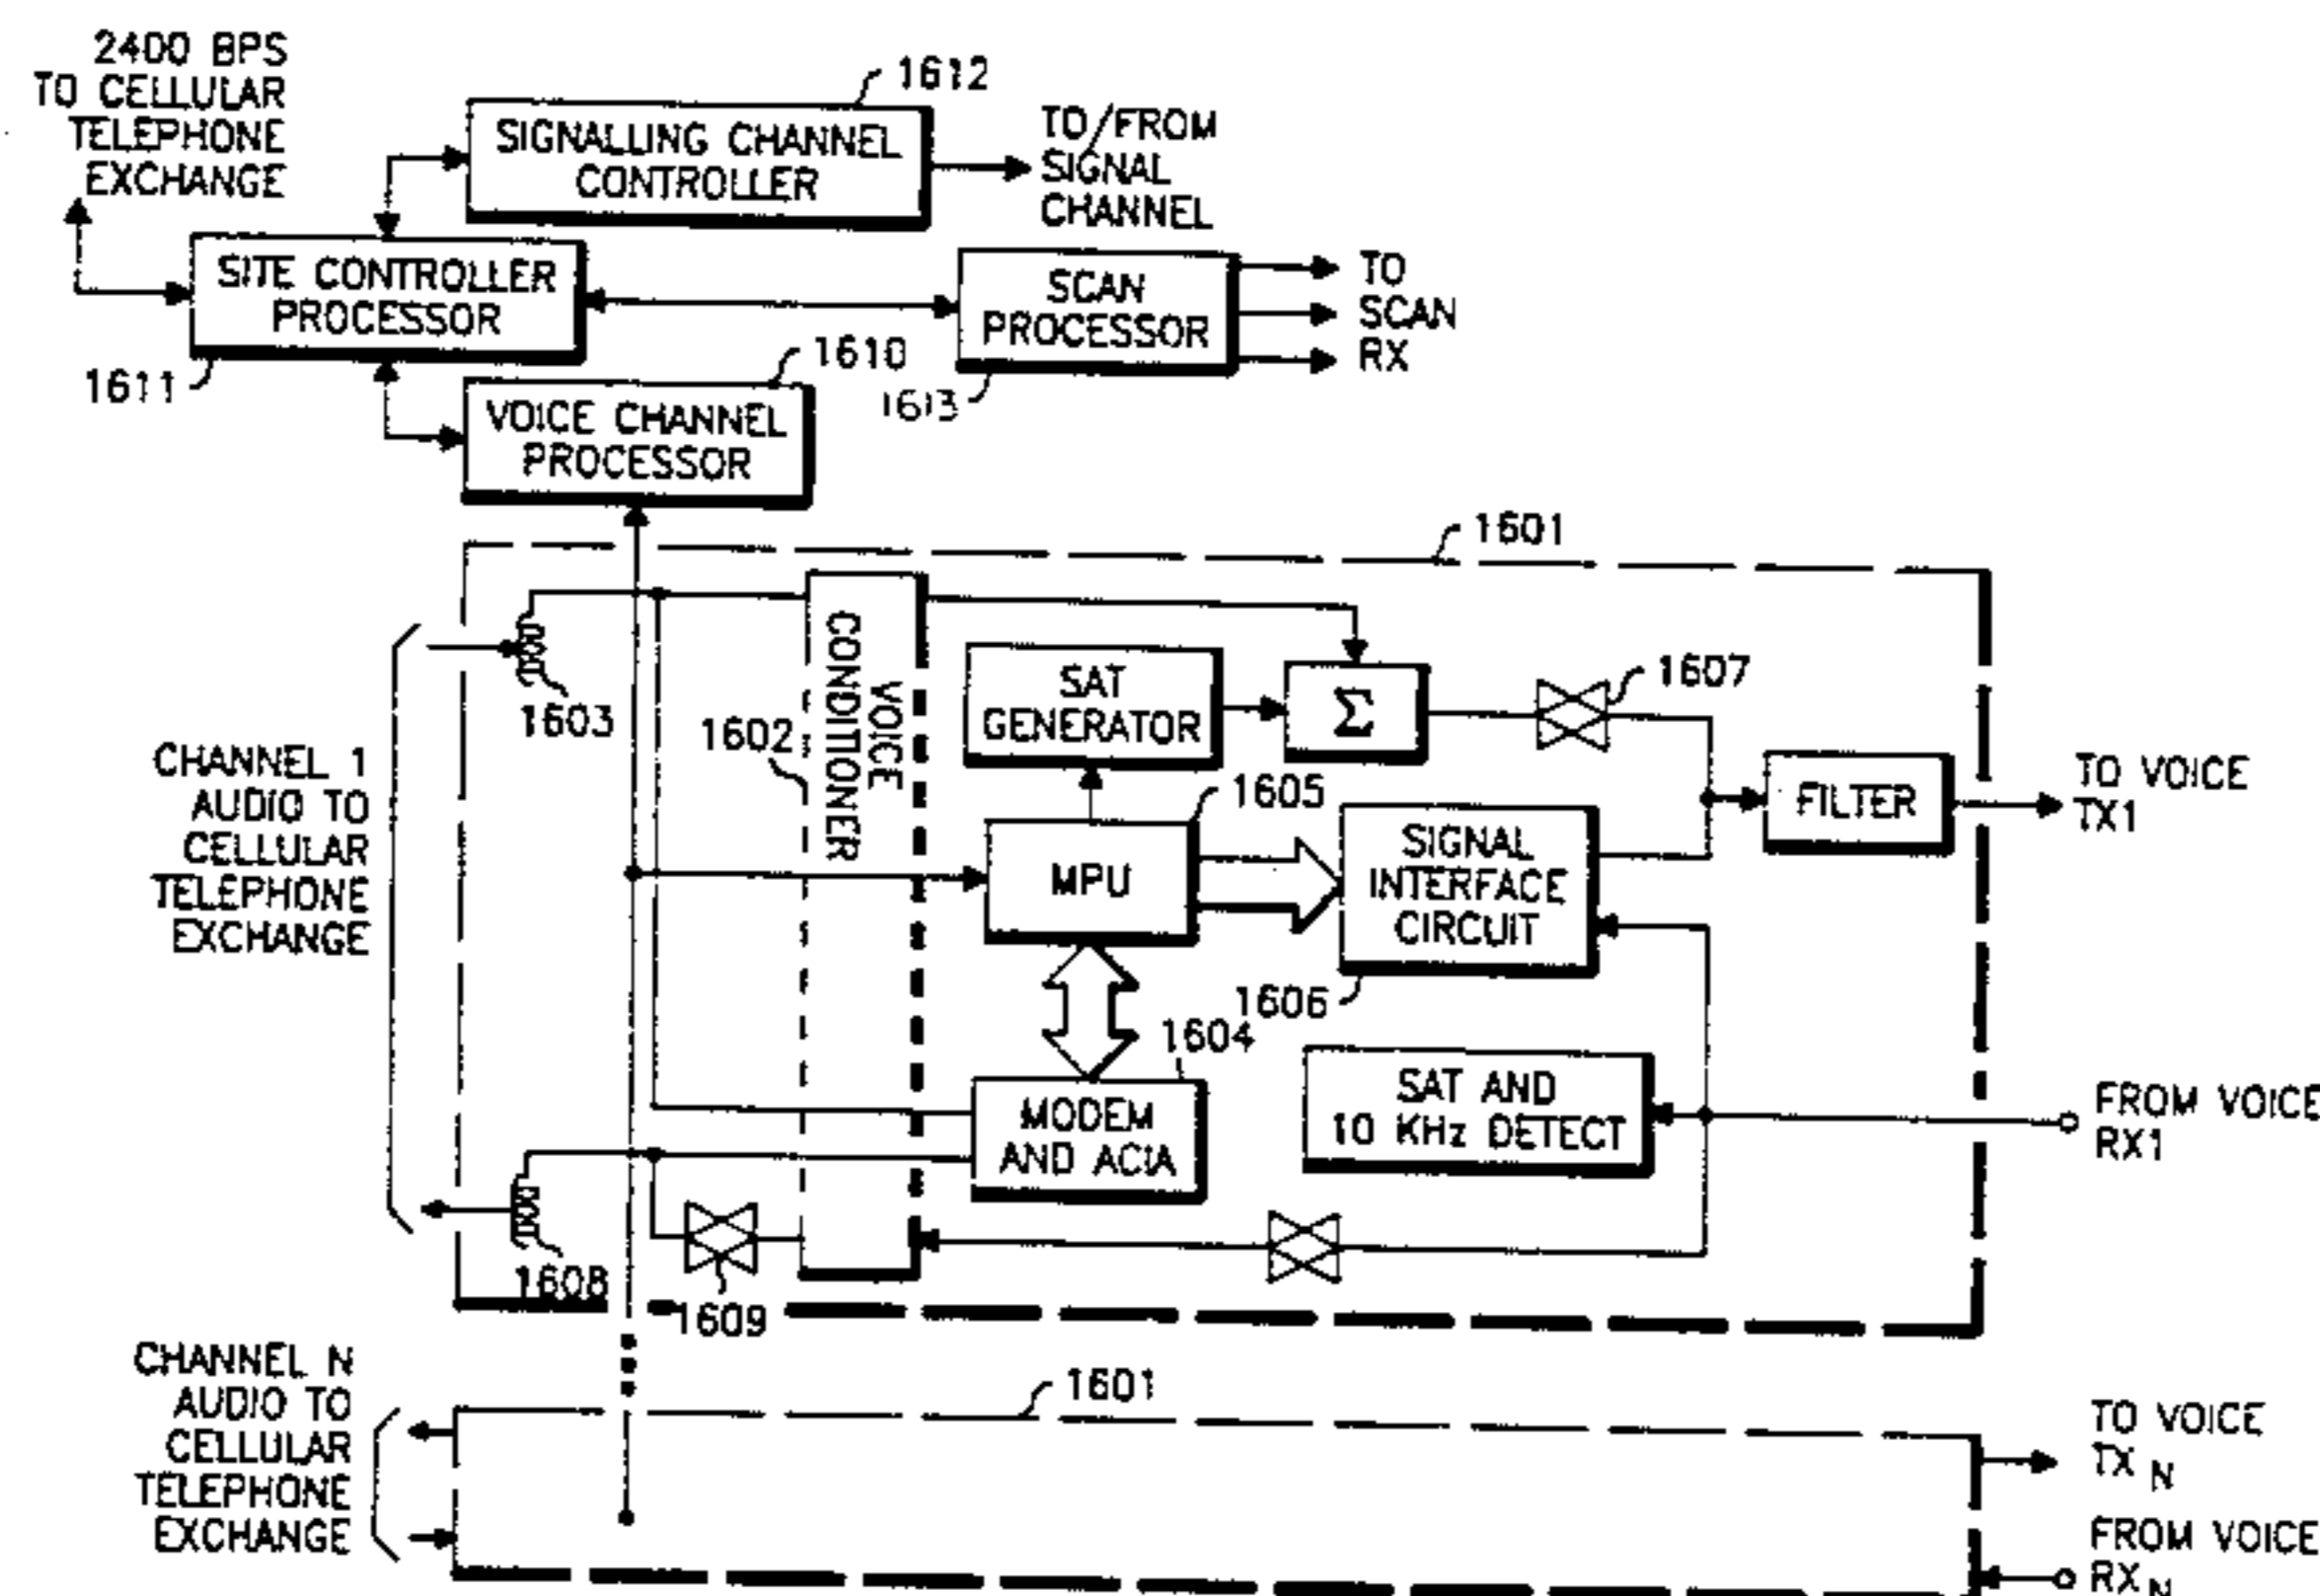 2400 BPS
TO CELLULAR
TELEPHONE
EXCHANGE
1612
SIGNALLING CHANNEL
CONTROLLER
TO/FROM
SIGNAL
CHANNEL
SITE CONTROLLER
PROCESSOR
1611
SCAN
PROCESSOR
1613
TO
SCAN
RX
1610
VOICE CHANNEL
PROCESSOR
1601
CHANNEL 1
AUDIO TO
CELLULAR
TELEPHONE
EXCHANGE
1603
1602
VOICE
CONDITIONER
SAT
GENERATOR
Σ
1607
FILTER
TO VOICE
TX1
1605
MPU
SIGNAL
INTERFACE
CIRCUIT
1606
1604
MODEM
AND ACIA
SAT AND
10 KHz DETECT
FROM VOICE
RX1
1608
1609
CHANNEL N
AUDIO TO
CELLULAR
TELEPHONE
EXCHANGE
1601
TO VOICE
TX N
FROM VOICE
RX N